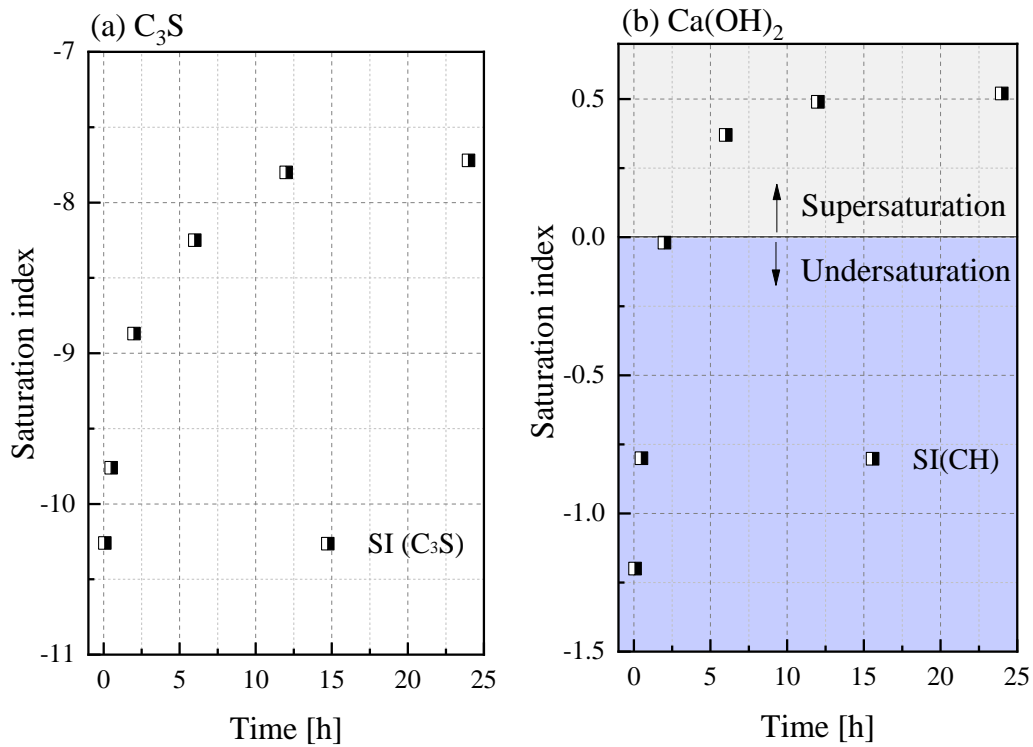 (a) C₃S
-7
-8
-9
-10
-11
0
5
10
15
20
25
Saturation index
Time [h]
SI (C₃S)
(b) Ca(OH)₂
0.5
0.0
-0.5
-1.0
-1.5
0
5
10
15
20
25
Saturation index
Time [h]
Supersaturation
Undersaturation
SI(CH)